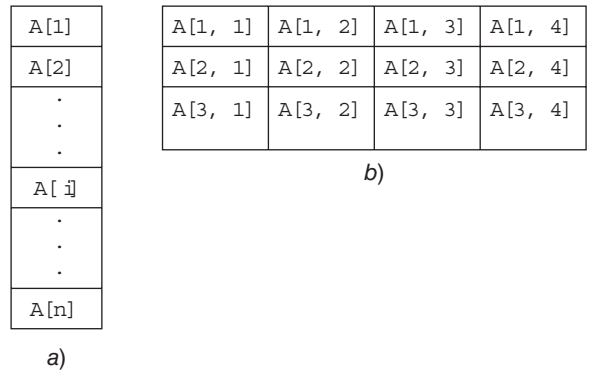 A[1]
A[2]
.
.
.
A[ i]
.
.
.
A[n]
a)
A[1, 1] A[1, 2] A[1, 3] A[1, 4]
A[2, 1] A[2, 2] A[2, 3] A[2, 4]
A[3, 1] A[3, 2] A[3, 3] A[3, 4]
b)